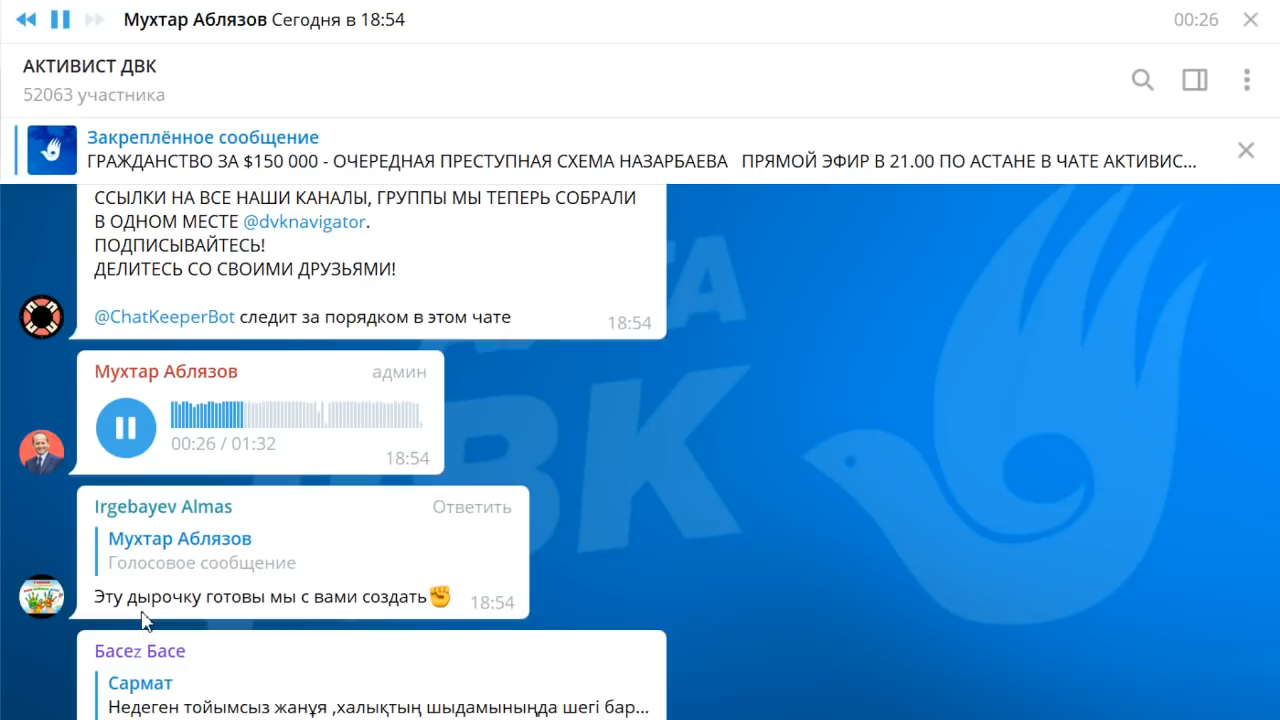 Мухтар Аблязов Сегодня в 18:54
00:26
АКТИВИСТ ДВК
52063 участника
Закреплённое сообщение
ГРАЖДАНСТВО ЗА $150 000 - ОЧЕРЕДНАЯ ПРЕСТУПНАЯ СХЕМА НАЗАРБАЕВА ПРЯМОЙ ЭФИР В 21.00 ПО АСТАНЕ В ЧАТЕ АКТИВИС...
ССЫЛКИ НА ВСЕ НАШИ КАНАЛЫ, ГРУППЫ МЫ ТЕПЕРЬ СОБРАЛИ
В ОДНОМ МЕСТЕ @dvknavigator.
ПОДПИСЫВАЙТЕСЬ!
ДЕЛИТЕСЬ СО СВОИМИ ДРУЗЬЯМИ!
@ChatKeeperBot следит за порядком в этом чате
18:54
Мухтар Аблязов
админ
00:26 / 01:32
18:54
Irgebayev Almas
Ответить
Мухтар Аблязов
Голосовое сообщение
Эту дырочку готовы мы с вами создать✊
18:54
Басеz Басе
Сармат
Недеген тойымсыз жанұя ,халықтың шыдамыныңда шегі бар...
ВК